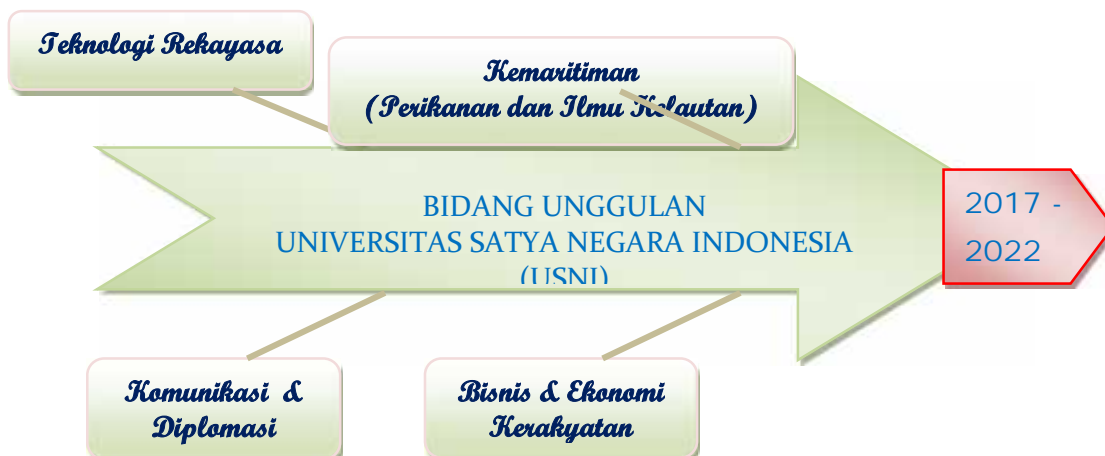 Teknologi Rekayasa
Kemaritiman
(Perikanan dan Ilmu Kelautan)
BIDANG UNGGULAN
UNIVERSITAS SATYA NEGARA INDONESIA
(USNI)
2017 -
2022
Komunikasi &
Diplomasi
Bisnis & Ekonomi
Kerakyatan